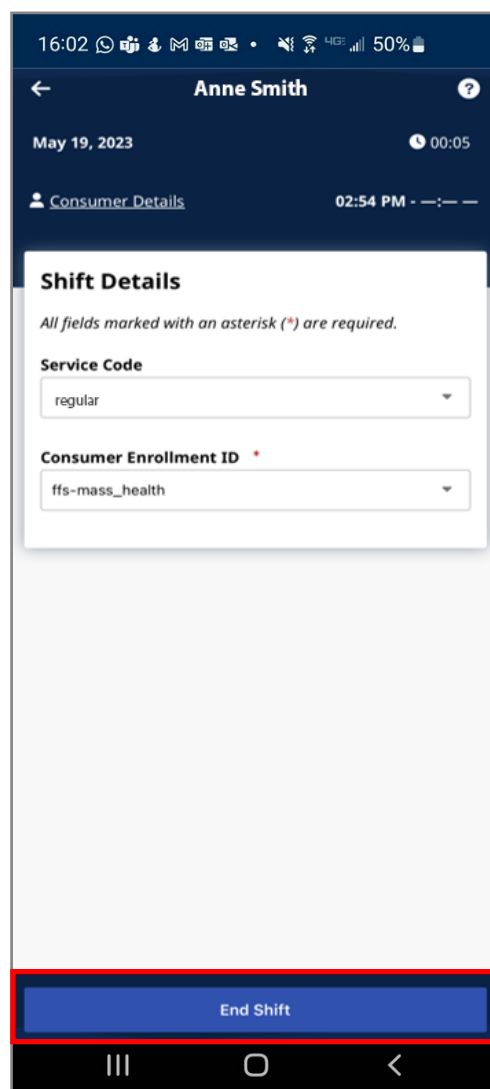 16:02 4GE 50%
Anne Smith ?
May 19, 2023 00:05
Consumer Details 02:54 PM - —:— —
Shift Details
All fields marked with an asterisk (*) are required.
Service Code
regular
Consumer Enrollment ID *
ffs-mass_health
End Shift